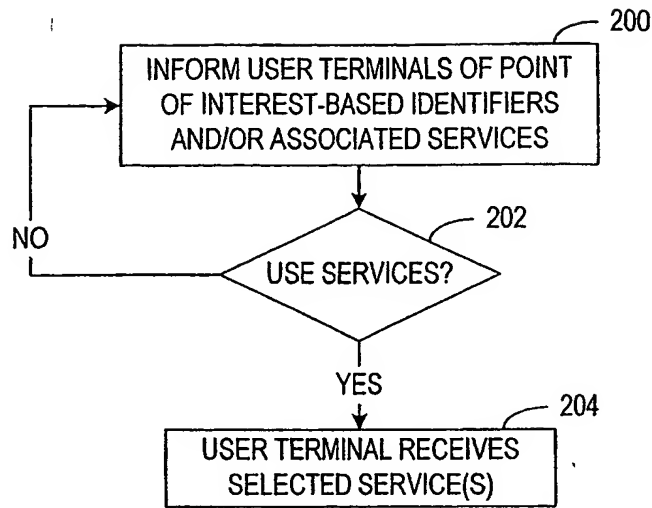 200
INFORM USER TERMINALS OF POINT
OF INTEREST-BASED IDENTIFIERS
AND/OR ASSOCIATED SERVICES
202
NO
USE SERVICES?
YES
204
USER TERMINAL RECEIVES
SELECTED SERVICE(S)